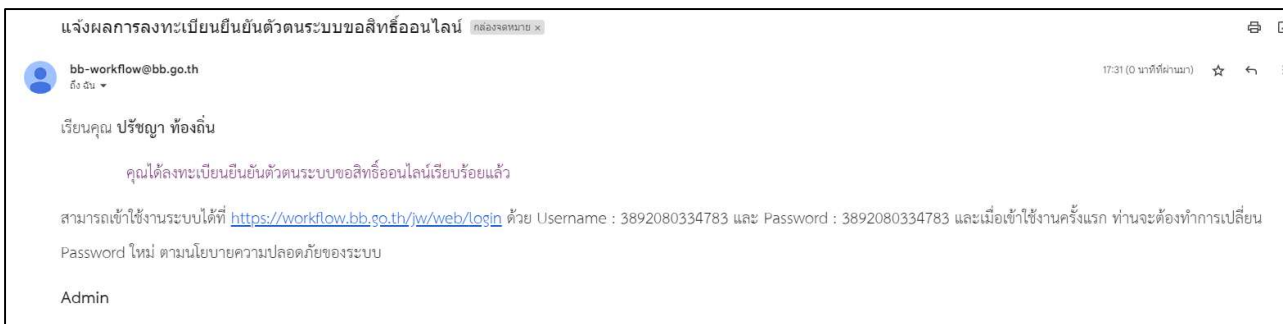 แจ้งผลการลงทะเบียนยืนยันตัวตนระบบขอสิทธิ์ออนไลน์ กล่องจดหมาย ×
bb-workflow@bb.go.th 17:31 (0 นาทีที่ผ่านมา)
ถึง ฉัน
เรียนคุณ ปรัชญา ท้องถิ่น
คุณได้ลงทะเบียนยืนยันตัวตนระบบขอสิทธิ์ออนไลน์เรียบร้อยแล้ว
สามารถเข้าใช้งานระบบได้ที่ https://workflow.bb.go.th/jw/web/login ด้วย Username : 3892080334783 และ Password : 3892080334783 และเมื่อเข้าใช้งานครั้งแรก ท่านจะต้องทำการเปลี่ยน
Password ใหม่ ตามนโยบายความปลอดภัยของระบบ
Admin